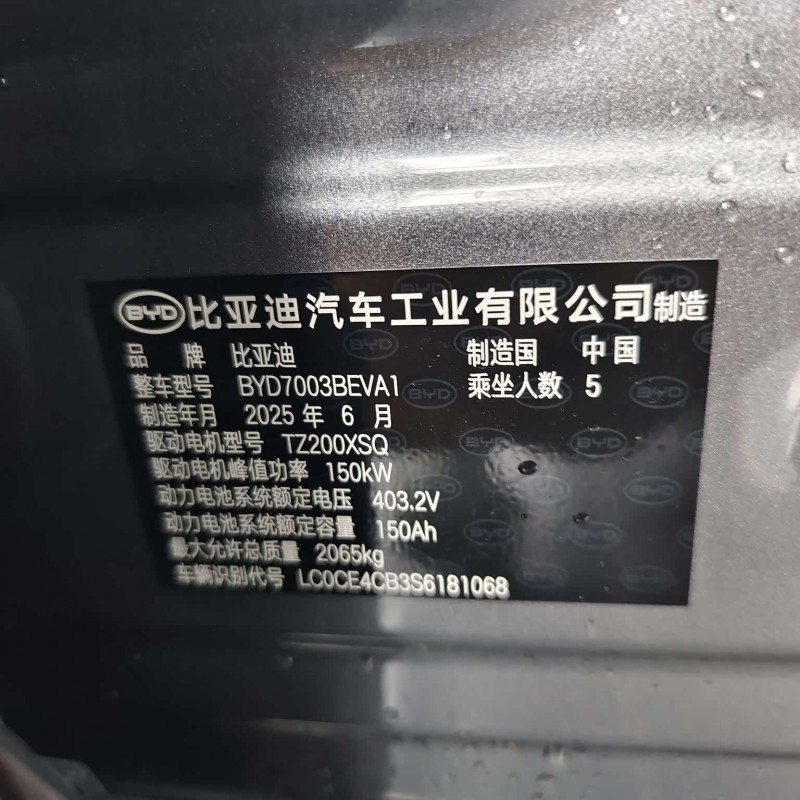 BYD 比亚迪汽车工业有限公司制造
品 牌 比亚迪 制造国 中国
整车型号 BYD7003BEVA1 乘坐人数 5
制造年月 2025 年 6 月
驱动电机型号 TZ200XSQ
驱动电机峰值功率 150kW
动力电池系统额定电压 403.2V
动力电池系统额定容量 150Ah
最大允许总质量 2065kg
车辆识别代号 LC0CE4CB3S6181068